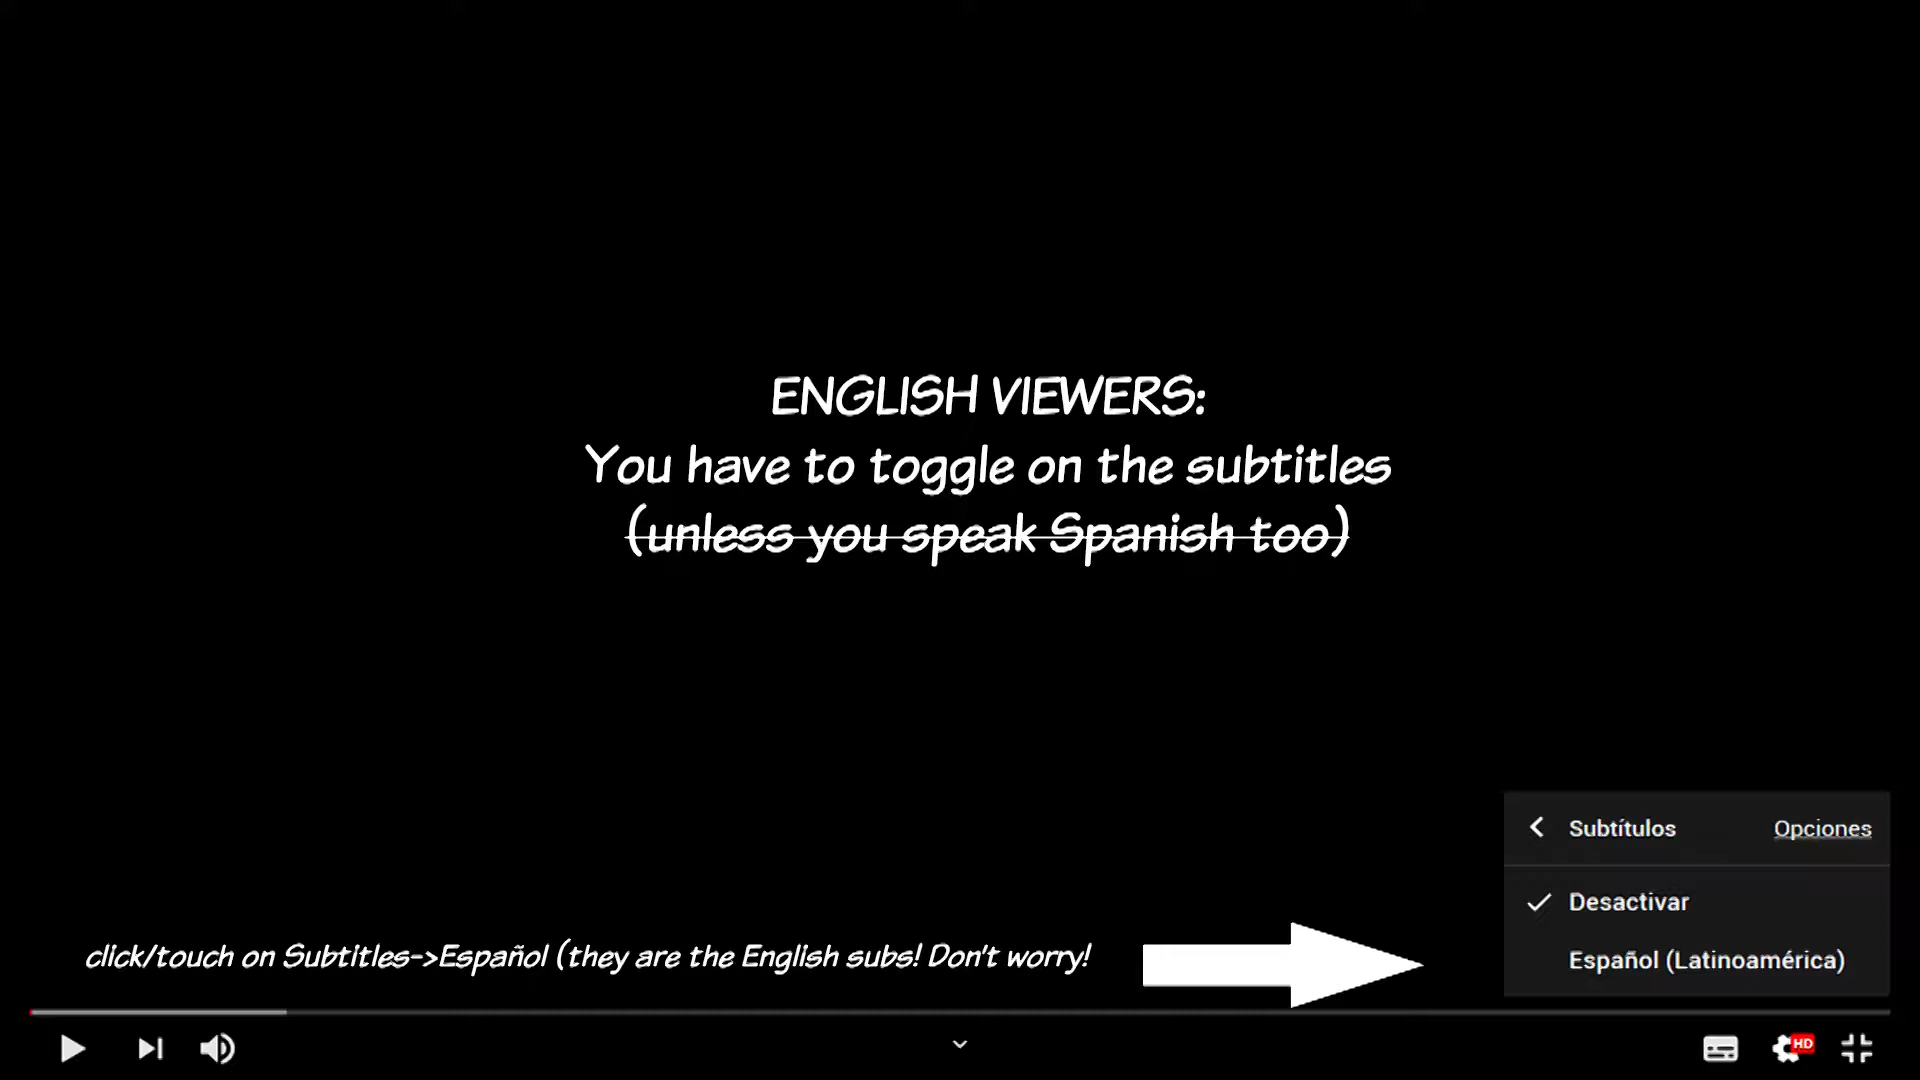 ENGLISH VIEWERS:
You have to toggle on the subtitles
(unless you speak Spanish too)
Subtítulos Opciones
Desactivar
click/touch on Subtitles->Español (they are the English subs! Don't worry!
Español (Latinoamérica)
HD